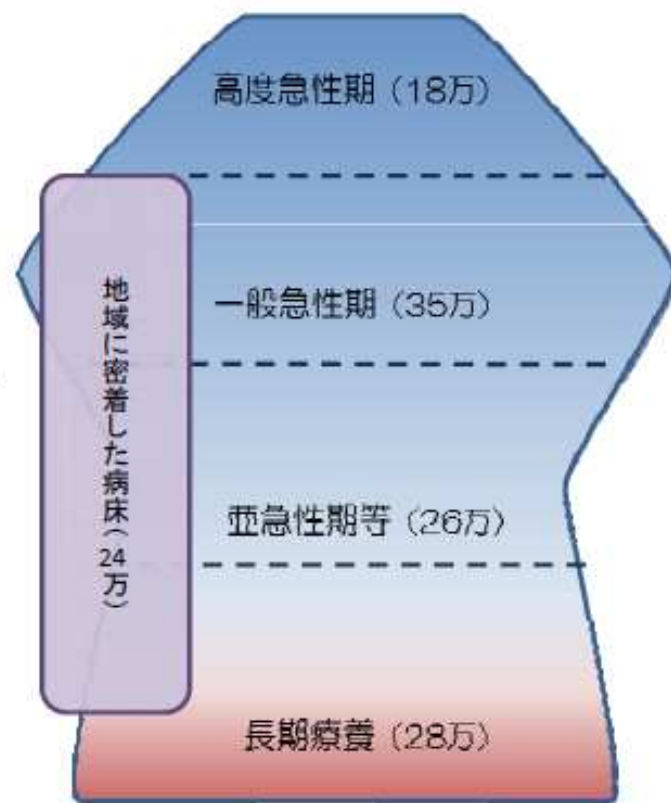 高度急性期（18万）
一般急性期（35万）
地域に密着した病床（24万）
亜急性期等（26万）
長期療養（28万）